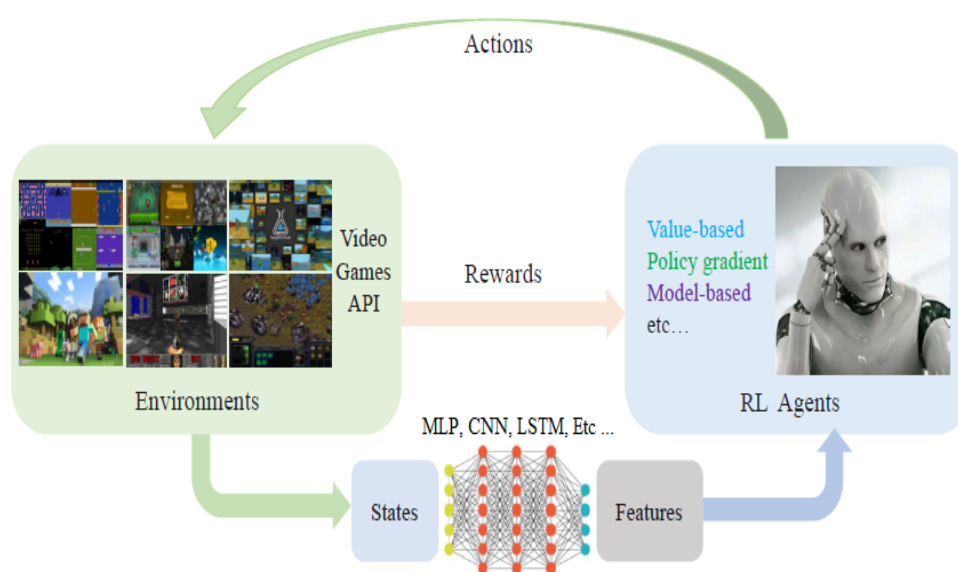 Actions
Video
Games
API
Environments
Rewards
Value-based
Policy gradient
Model-based
etc…
RL Agents
MLP, CNN, LSTM, Etc ...
States
Features